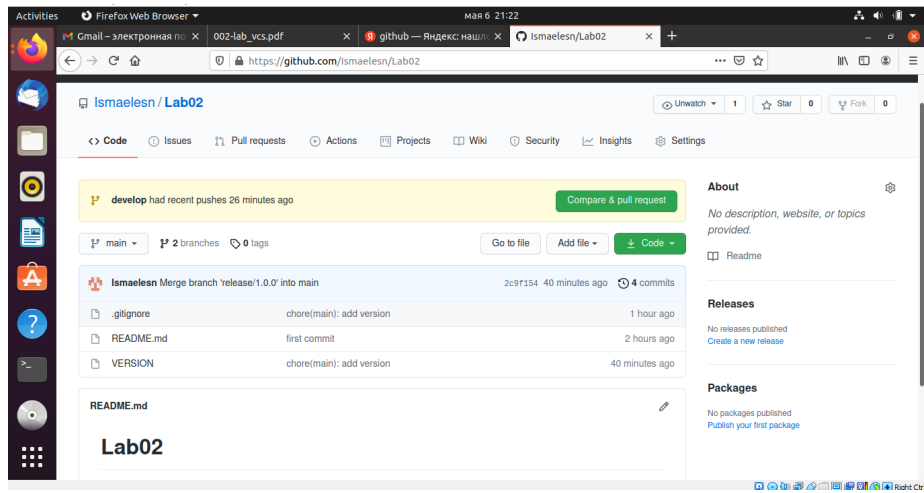 Activities Firefox Web Browser мая 6 21:22
Gmail – электронная по 002-lab_vcs.pdf github — Яндекс: нашло Ismaelesn/Lab02
https://github.com/Ismaelesn/Lab02
Ismaelesn / Lab02 Unwatch 1 Star 0 Fork 0
Code Issues Pull requests Actions Projects Wiki Security Insights Settings
develop had recent pushes 26 minutes ago Compare & pull request
main 2 branches 0 tags Go to file Add file Code
Ismaelesn Merge branch 'release/1.0.0' into main 2c9f154 40 minutes ago 4 commits
.gitignore chore(main): add version 1 hour ago
README.md first commit 2 hours ago
VERSION chore(main): add version 40 minutes ago
README.md
Lab02
About
No description, website, or topics
provided.
Readme
Releases
No releases published
Create a new release
Packages
No packages published
Publish your first package
Right Ctr